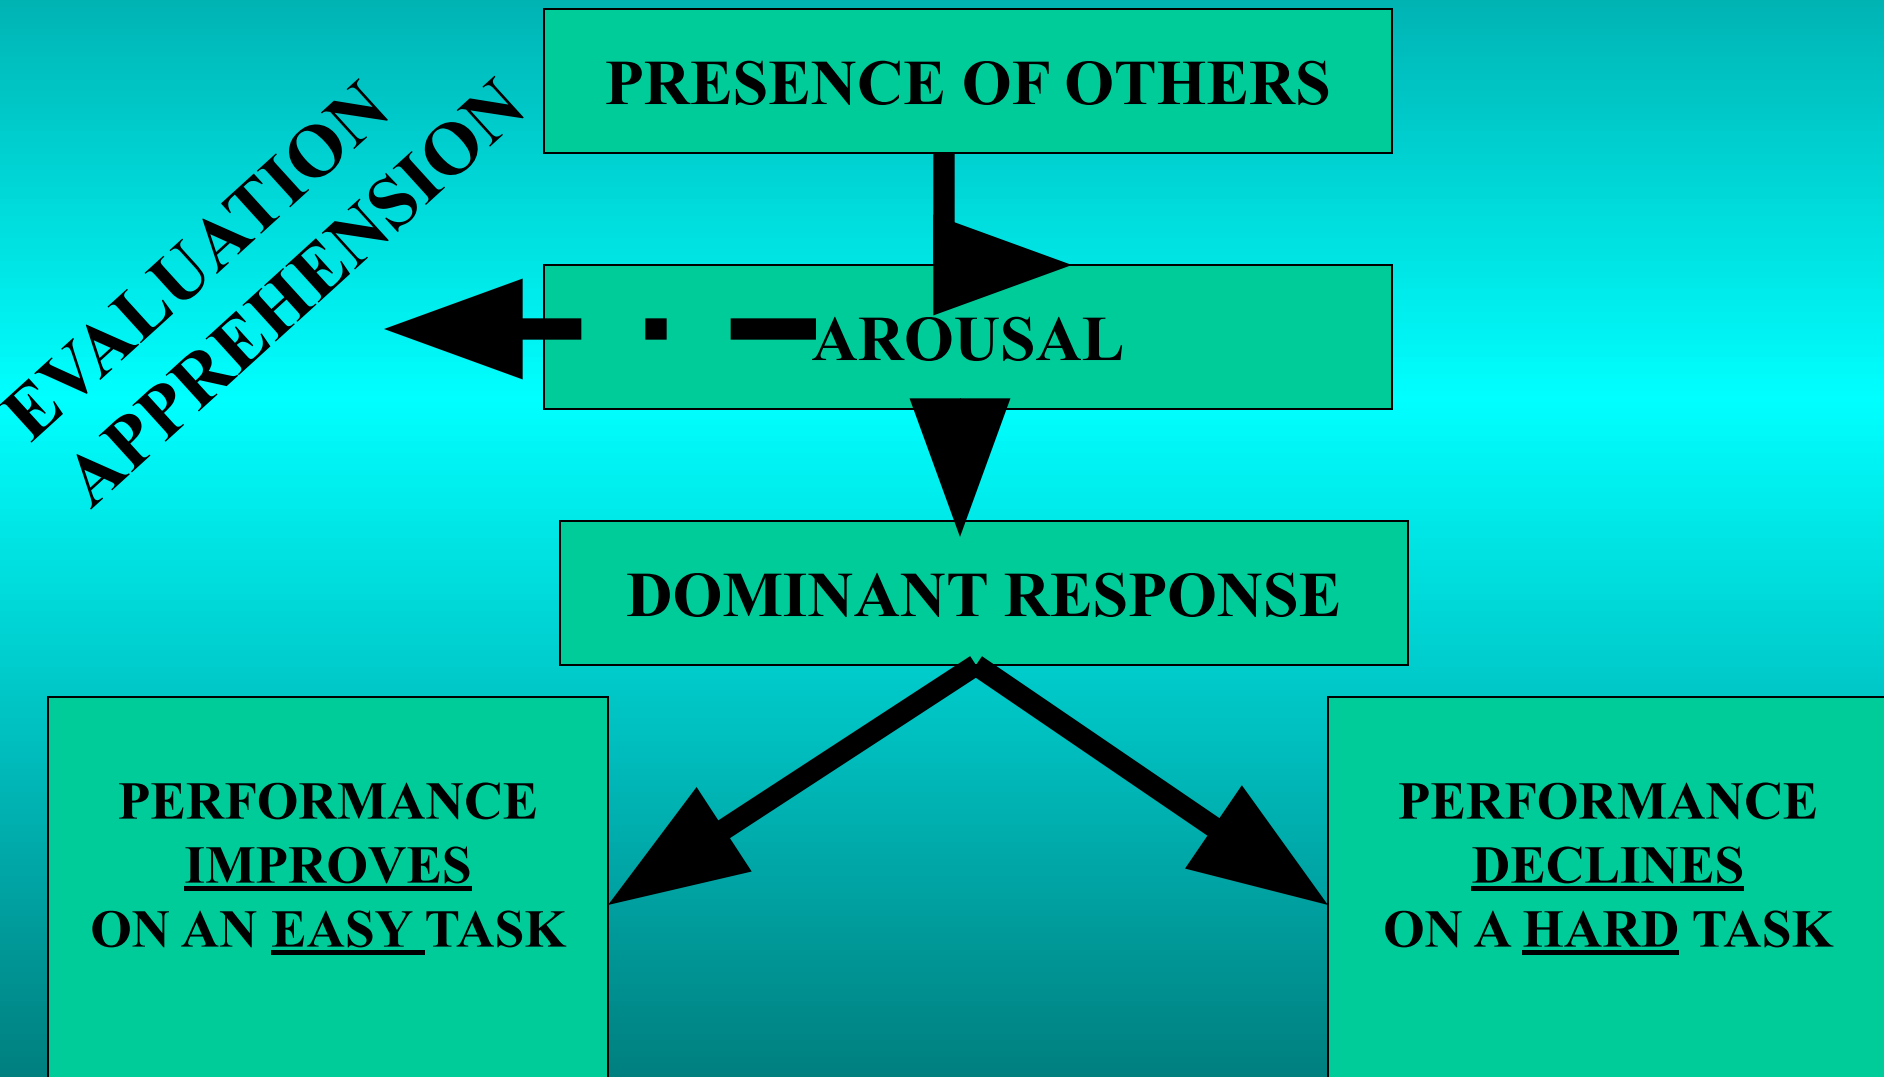 PRESENCE OF OTHERS
EVALUATION
APPREHENSION
AROUSAL
DOMINANT RESPONSE
PERFORMANCE
IMPROVES
ON AN EASY TASK
PERFORMANCE
DECLINES
ON A HARD TASK